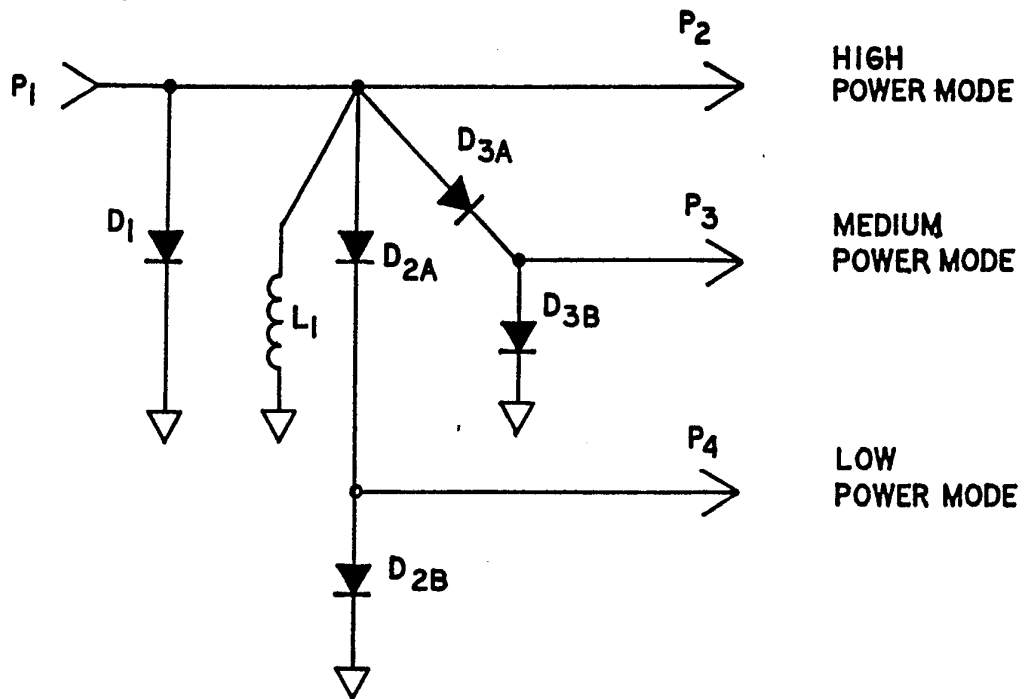 P2
HIGH
POWER MODE
P1
D3A
P3
MEDIUM
POWER MODE
D1
D2A
D3B
L1
P4
LOW
POWER MODE
D2B